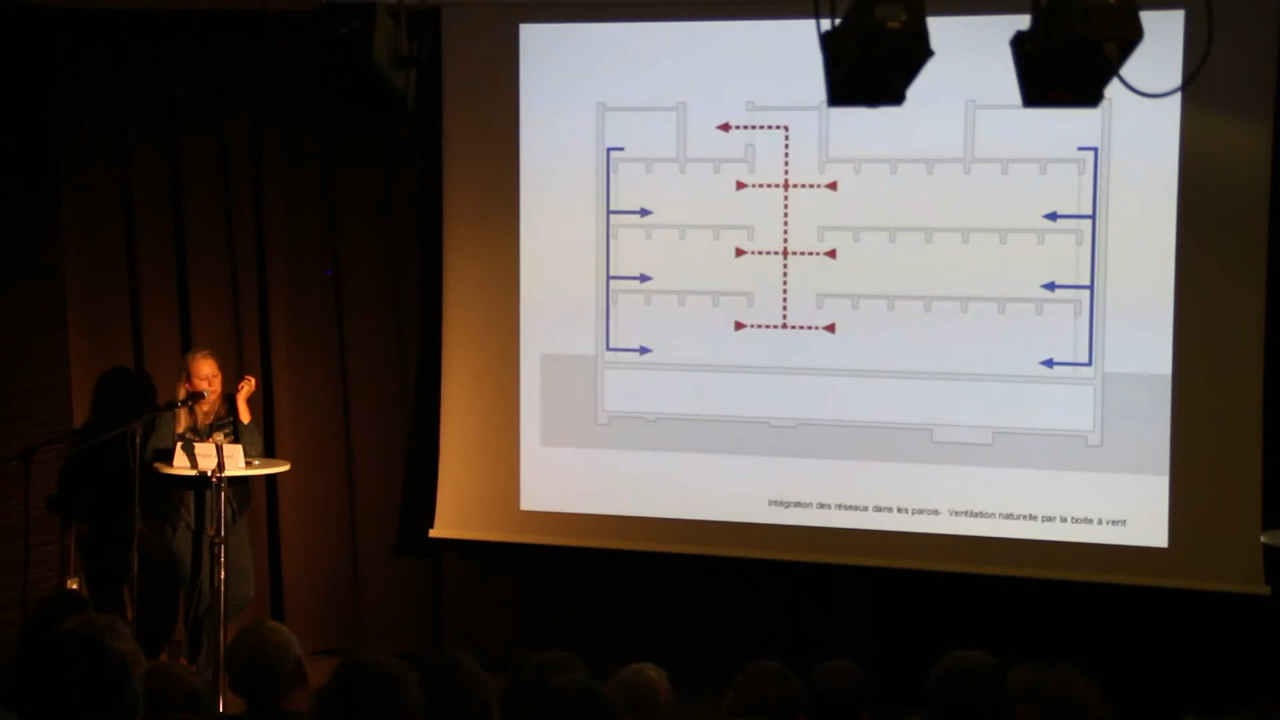 Intégration des réseaux dans les parois- Ventilation naturelle par la boite à vent